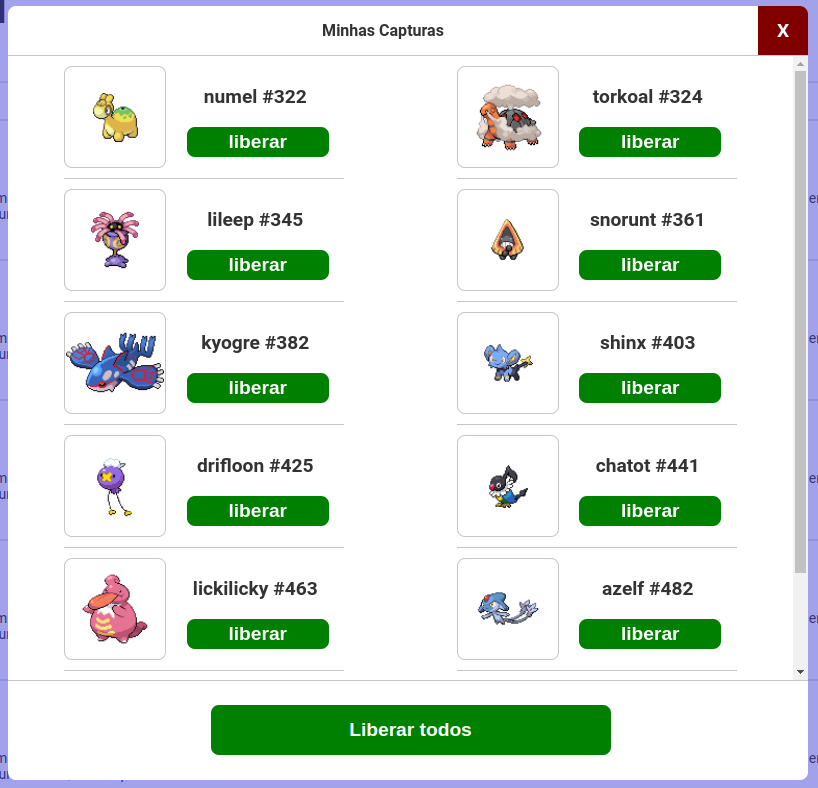 Minhas Capturas
X
numel #322
liberar
torkoal #324
liberar
lileep #345
liberar
snorunt #361
liberar
kyogre #382
liberar
shinx #403
liberar
drifloon #425
liberar
chatot #441
liberar
lickilicky #463
liberar
azelf #482
liberar
Liberar todos